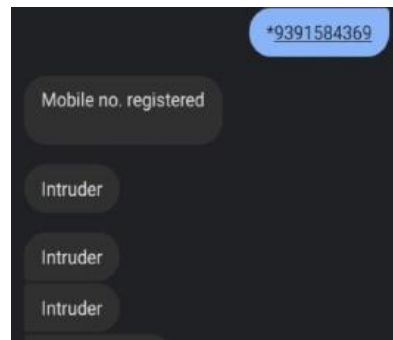 *9391584369
Mobile no. registered
Intruder
Intruder
Intruder